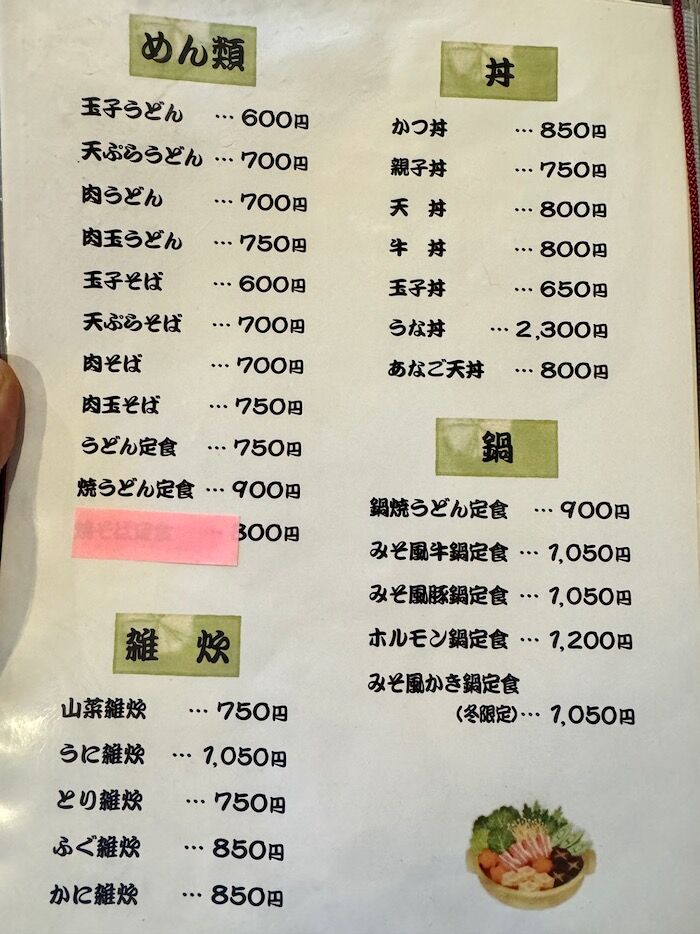 めん類
玉子うどん … 600円
天ぷらうどん … 700円
肉うどん … 700円
肉玉うどん … 750円
玉子そば … 600円
天ぷらそば … 700円
肉そば … 700円
肉玉そば … 750円
うどん定食 … 750円
焼うどん定食 … 900円
焼そば定食 800円
雑炊
山菜雑炊 … 750円
うに雑炊 … 1,050円
とり雑炊 … 750円
ふぐ雑炊 … 850円
かに雑炊 … 850円
丼
かつ丼 … 850円
親子丼 … 750円
天丼 … 800円
牛丼 … 800円
玉子丼 … 650円
うな丼 … 2,300円
あなご天丼 … 800円
鍋
鍋焼うどん定食 … 900円
みそ風牛鍋定食 … 1,050円
みそ風豚鍋定食 … 1,050円
ホルモン鍋定食 … 1,200円
みそ風かき鍋定食
(冬限定)… 1,050円